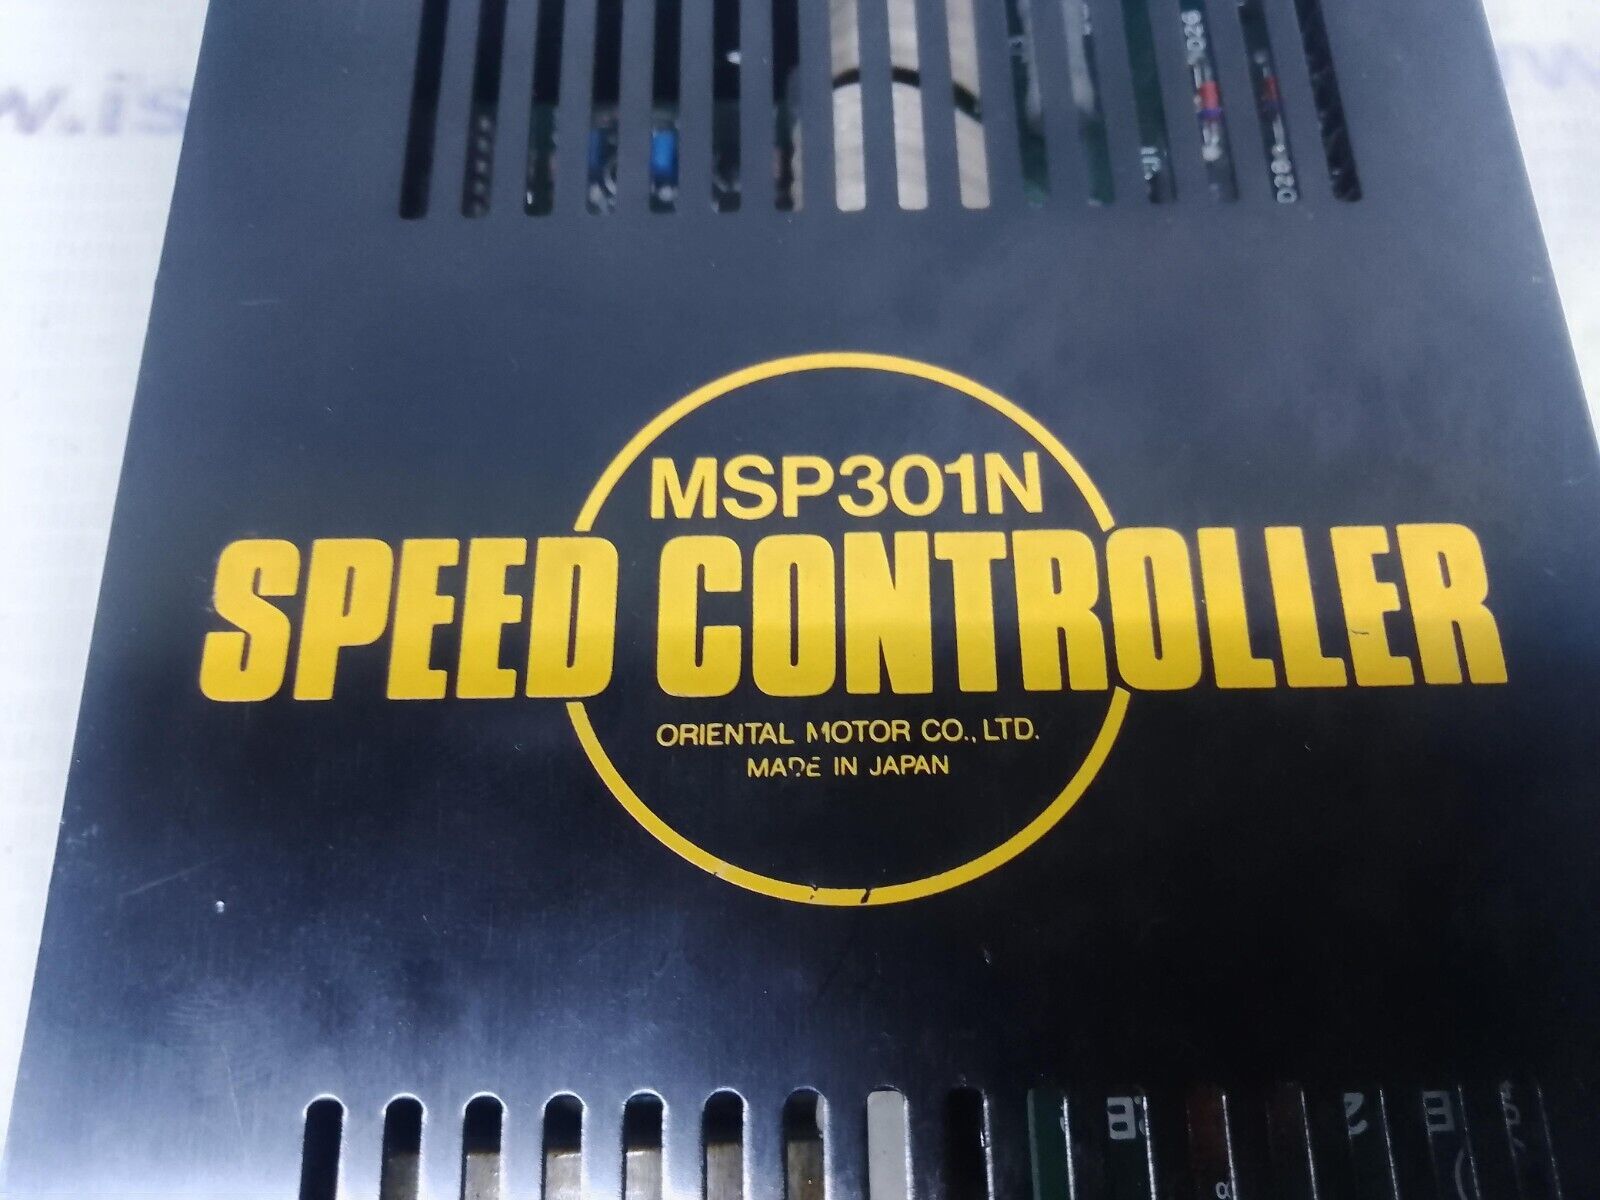 MSP301N
SPEED CONTROLLER
ORIENTAL MOTOR CO., LTD.
MADE IN JAPAN